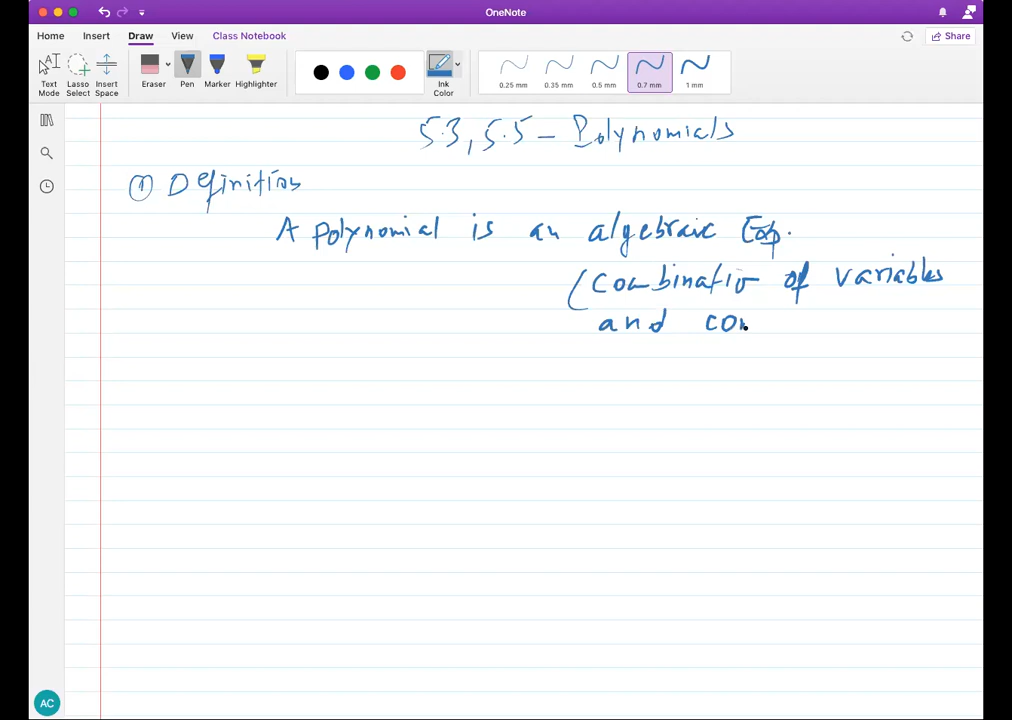 OneNote
Home Insert Draw View Class Notebook Share
Text Mode Lasso Select Insert Space Eraser Pen Marker Highlighter Ink Color 0.25 mm 0.35 mm 0.5 mm 0.7 mm 1 mm
5.3, 5.5 - Polynomials
① Definition
A polynomial is an algebraic Exp.
(Combination of variables
and con
AC